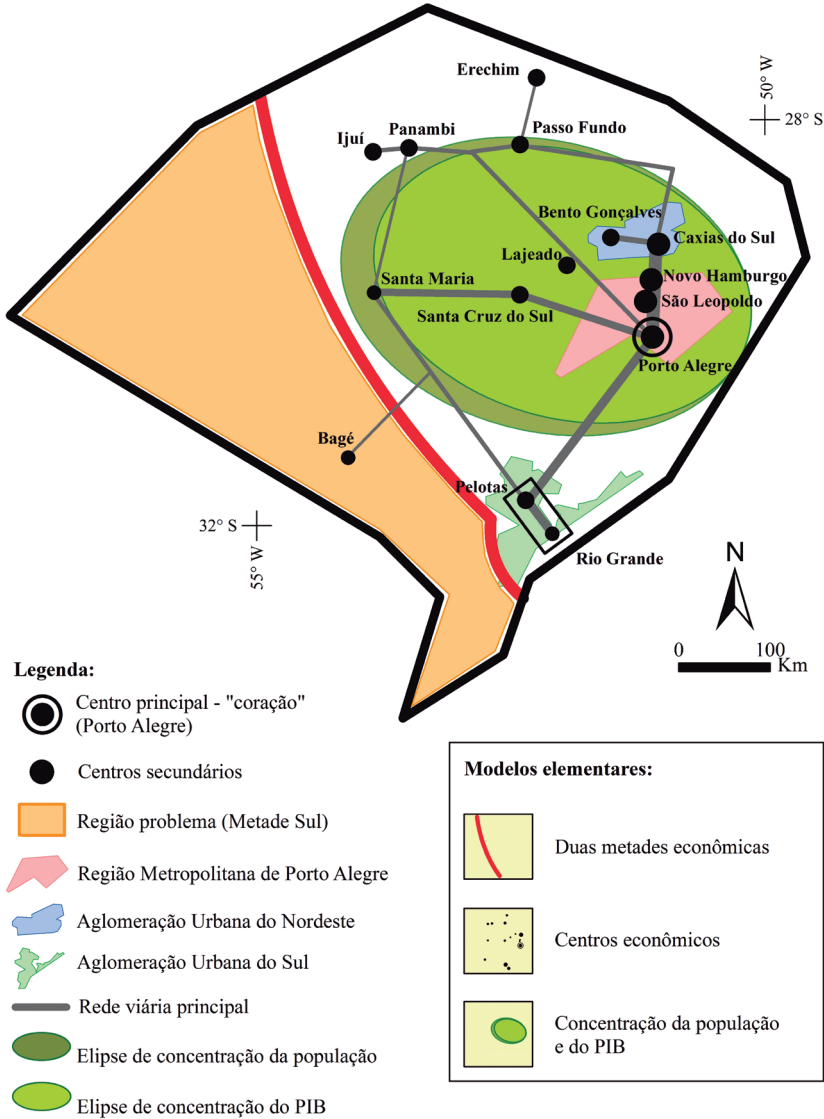 Erechim
50° W
28° S
Ijuí
Panambi
Passo Fundo
Bento Gonçalves
Caxias do Sul
Lajeado
Novo Hamburgo
Santa Maria
São Leopoldo
Santa Cruz do Sul
Porto Alegre
Bagé
Pelotas
32° S
55° W
Rio Grande
N
0 100
Km
Legenda:
Centro principal - "coração"
(Porto Alegre)
Centros secundários
Região problema (Metade Sul)
Região Metropolitana de Porto Alegre
Aglomeração Urbana do Nordeste
Aglomeração Urbana do Sul
Rede viária principal
Elipse de concentração da população
Elipse de concentração do PIB
Modelos elementares:
Duas metades econômicas
Centros econômicos
Concentração da população
e do PIB